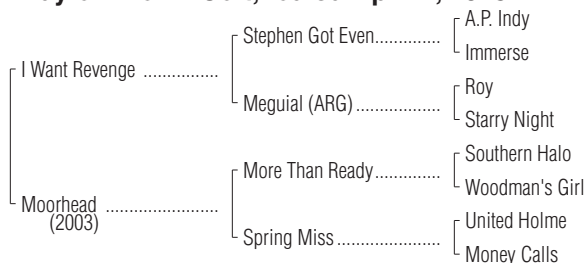 A.P. Indy
Stephen Got Even
Immerse
I Want Revenge
Roy
Meguial (ARG)
Starry Night
Southern Halo
More Than Ready
Woodman's Girl
Moorhead
(2003)
United Holme
Spring Miss
Money Calls